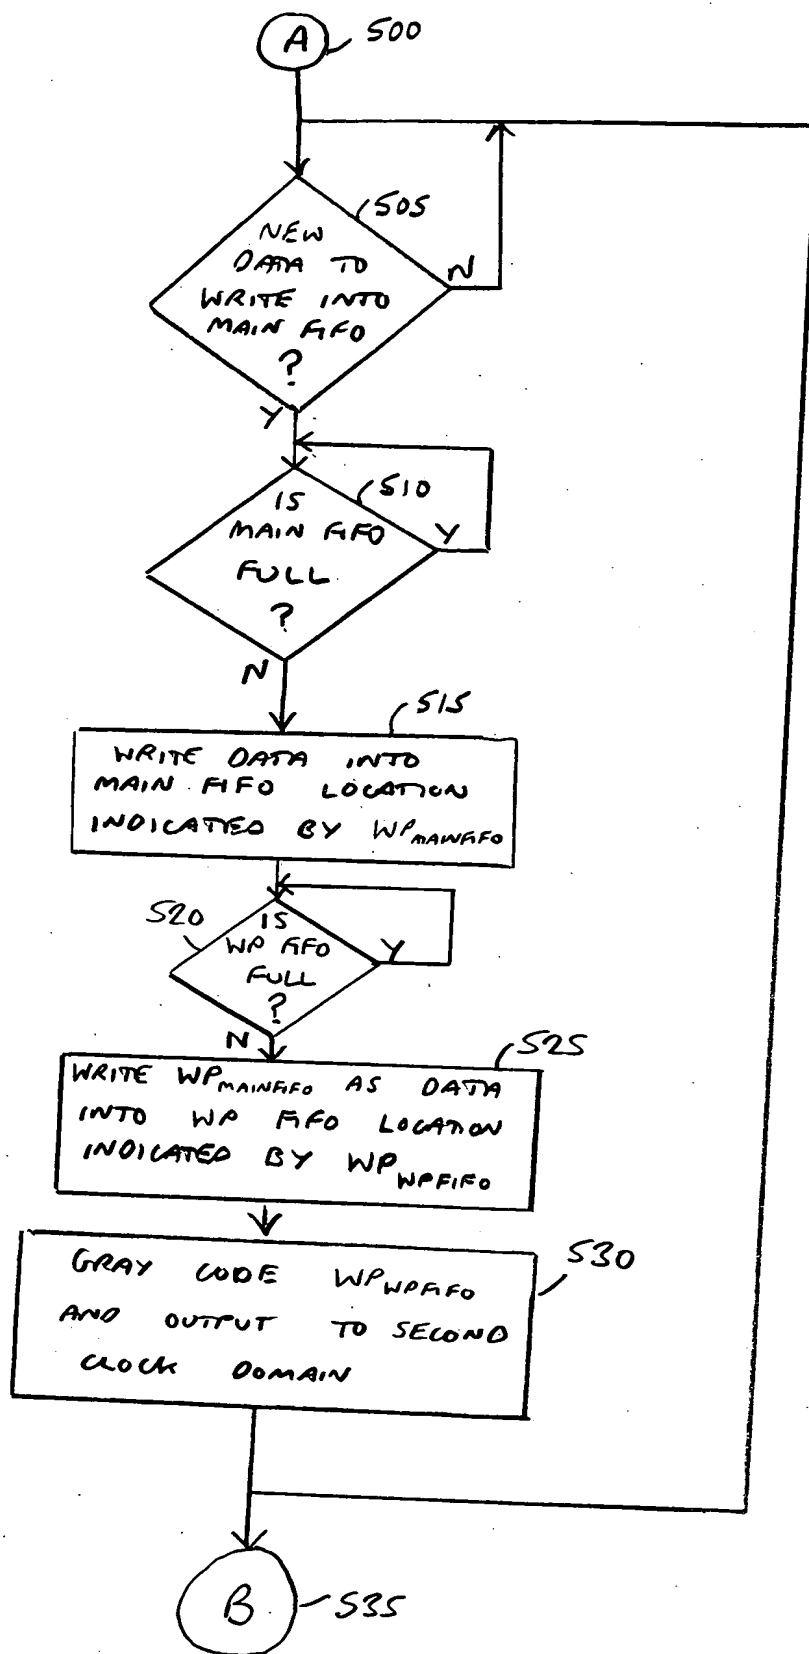 A
500
505
NEW
DATA TO
WRITE INTO
MAIN FIFO
?
N
Y
510
IS
MAIN FIFO
FULL
?
Y
N
515
WRITE DATA INTO
MAIN FIFO LOCATION
INDICATED BY WPMAINFIFO
520
IS
WP FIFO
FULL
?
Y
N
525
WRITE WPMAINFIFO AS DATA
INTO WP FIFO LOCATION
INDICATED BY WPWPFIFO
530
GRAY CODE WPWPFIFO
AND OUTPUT TO SECOND
CLOCK DOMAIN
B
535